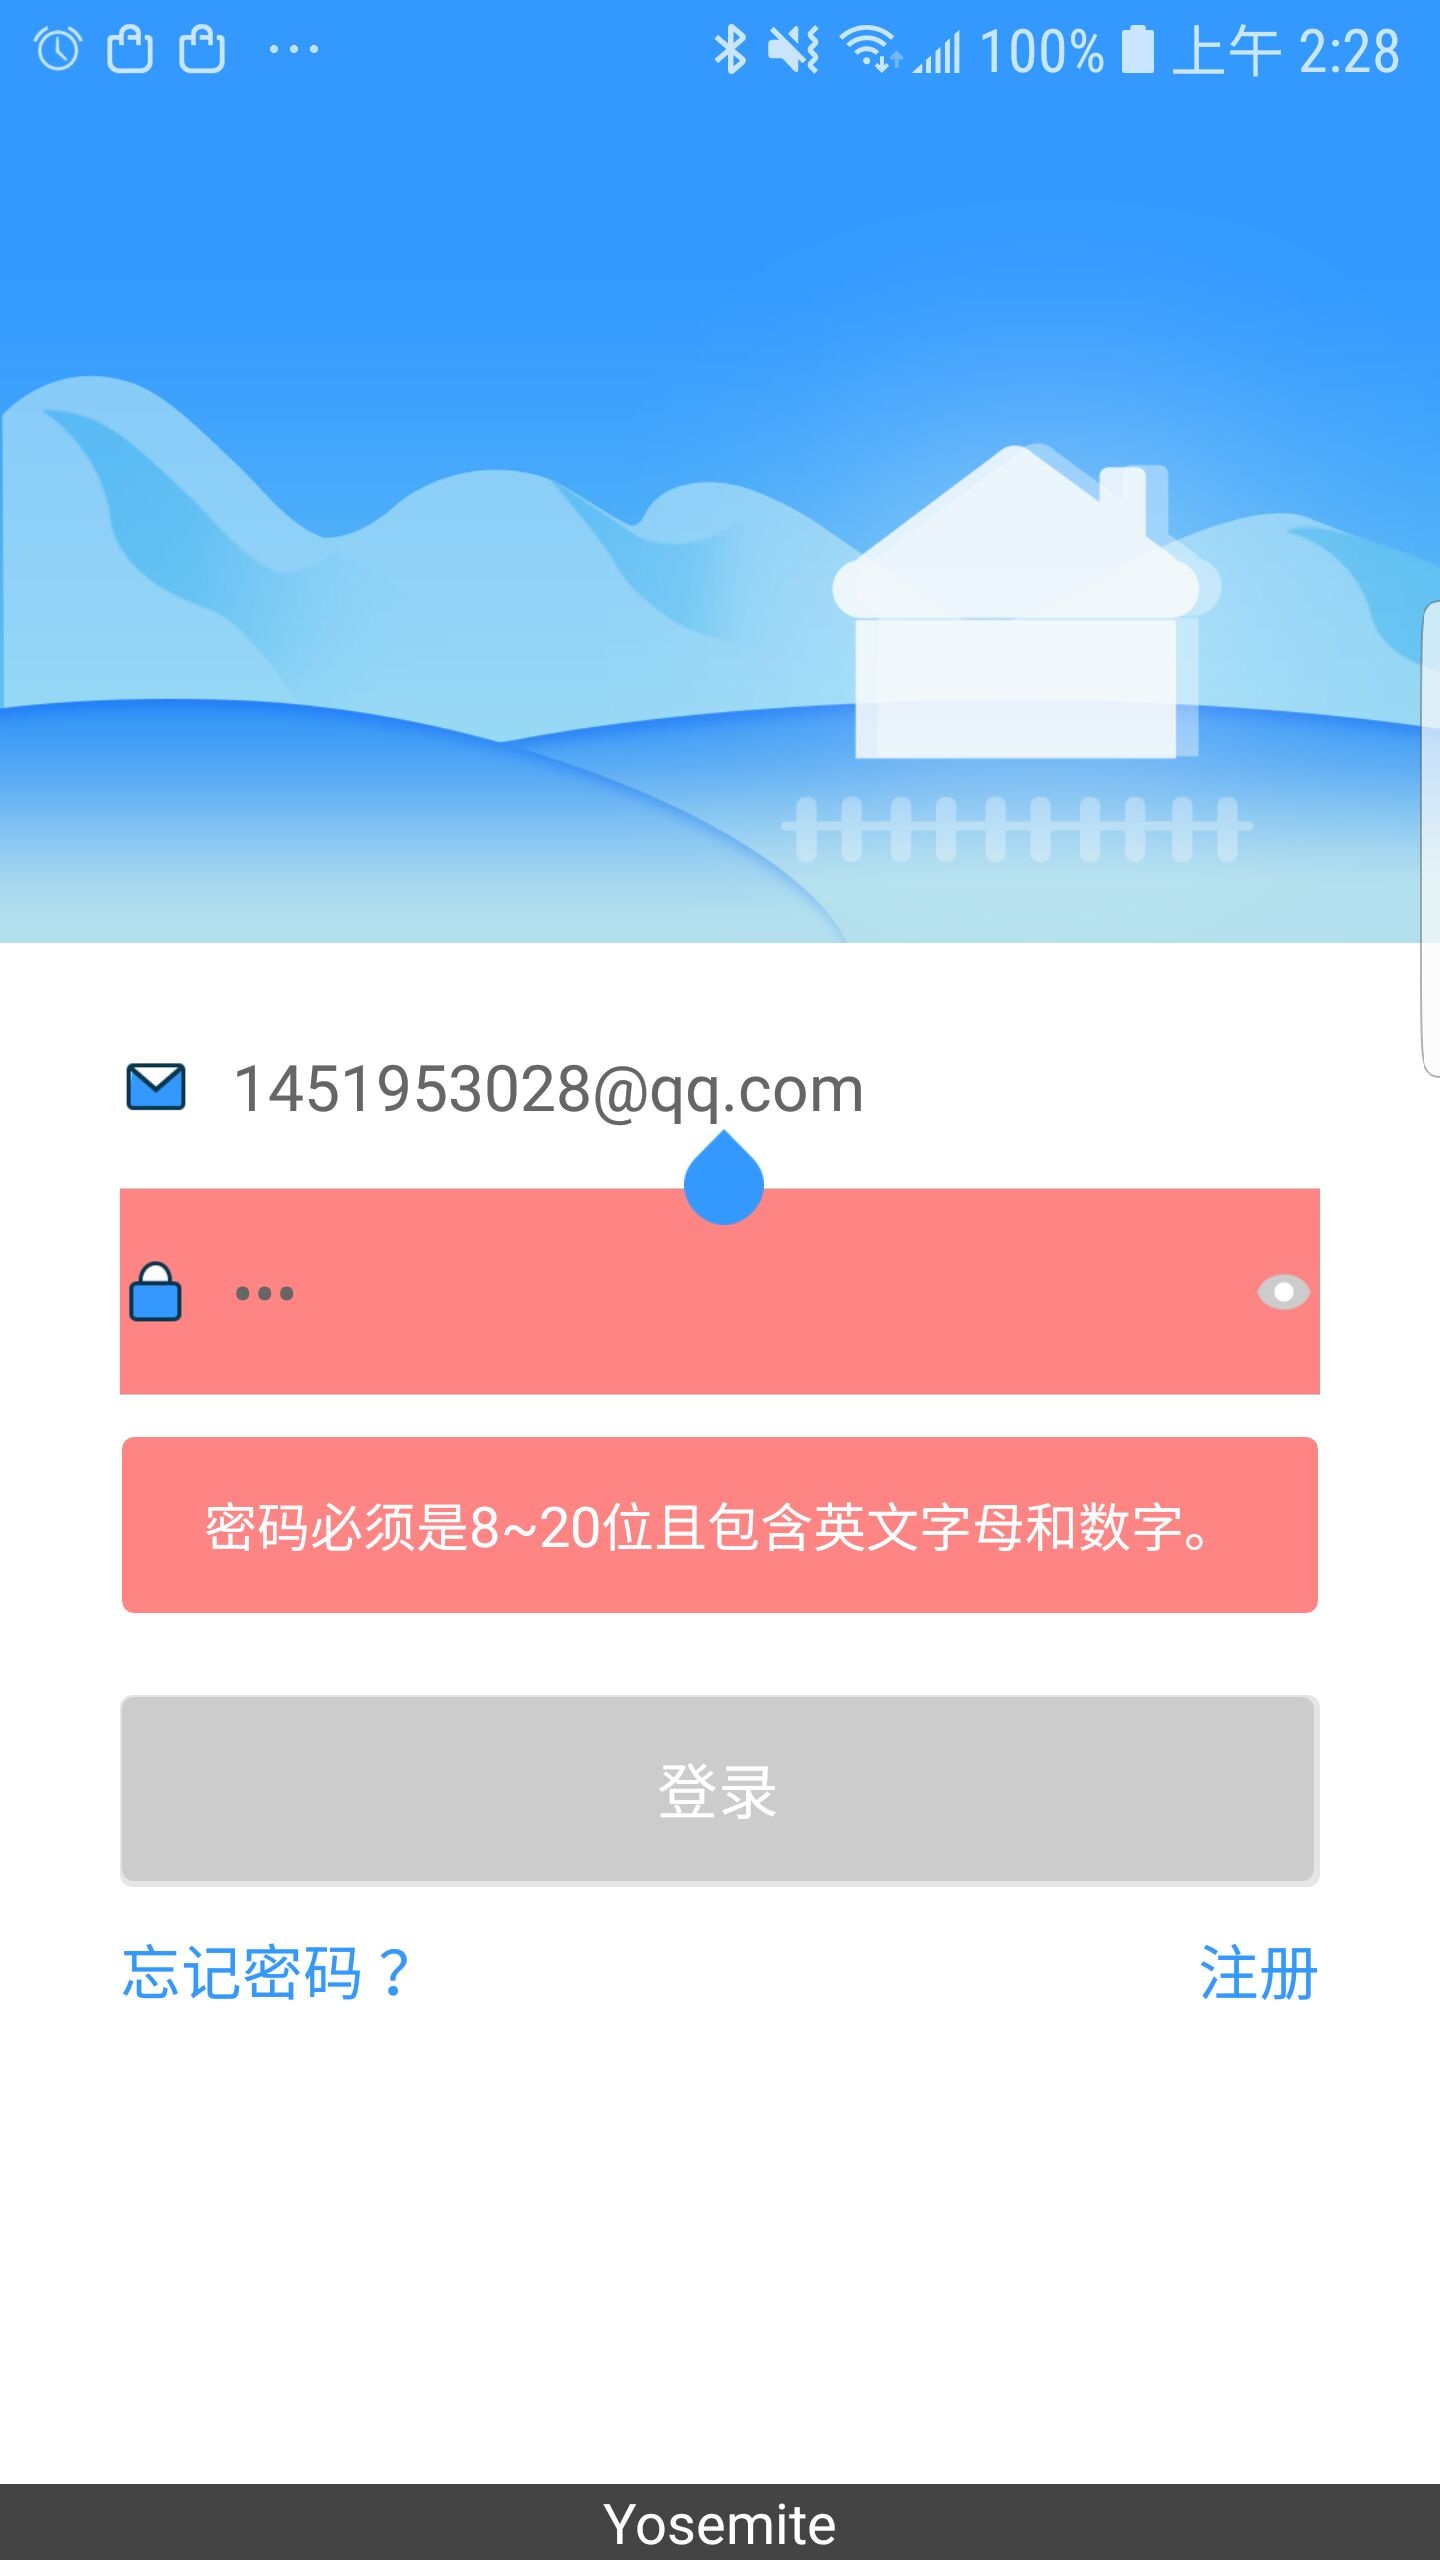 100% 上午 2:28
1451953028@qq.com
•••
密码必须是8~20位且包含英文字母和数字。
登录
忘记密码？
注册
Yosemite